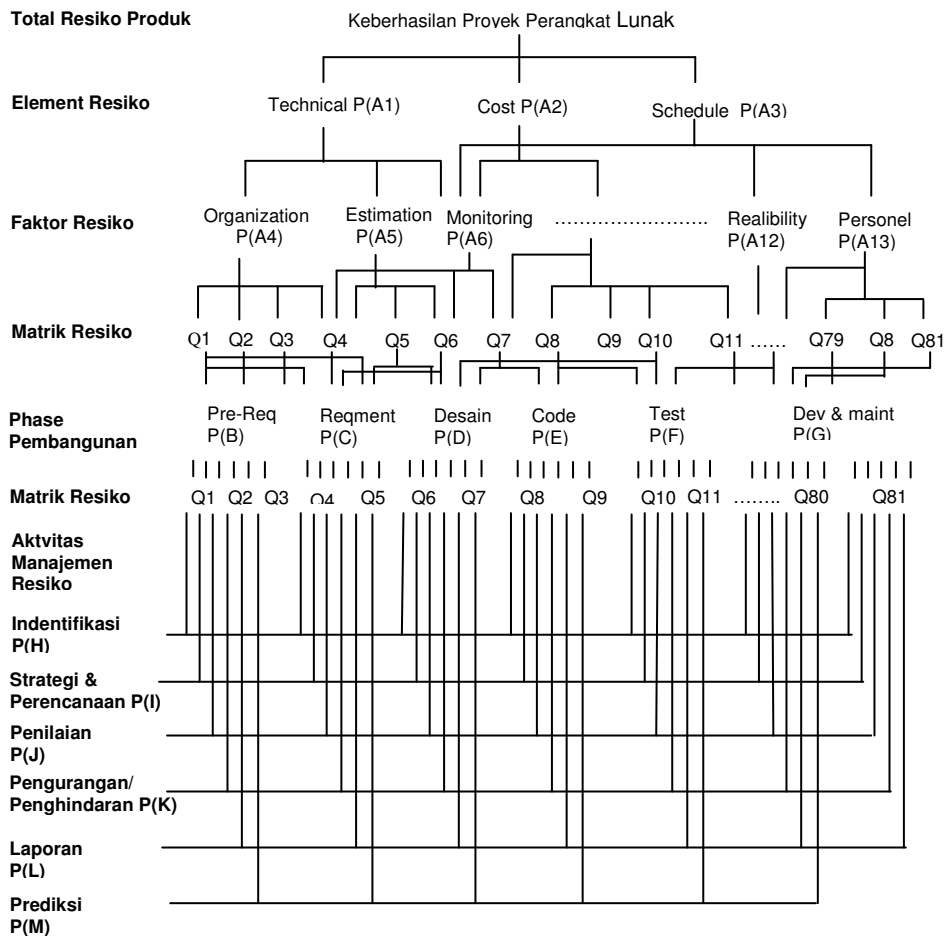 Total Resiko Produk
Keberhasilan Proyek Perangkat Lunak
Element Resiko
Technical P(A1)
Cost P(A2)
Schedule P(A3)
Faktor Resiko
Organization
P(A4)
Estimation
P(A5)
Monitoring
P(A6)
……………………
Realibility
P(A12)
Personel
P(A13)
Matrik Resiko
Q1 Q2 Q3 Q4 Q5 Q6 Q7 Q8 Q9 Q10 Q11 …… Q79 Q8 Q81
Phase
Pembangunan
Pre-Req
P(B)
Reqment
P(C)
Desain
P(D)
Code
P(E)
Test
P(F)
Dev & maint
P(G)
Matrik Resiko
Q1 Q2 Q3 Q4 Q5 Q6 Q7 Q8 Q9 Q10 Q11 …….. Q80 Q81
Aktvitas
Manajemen
Resiko
Indentifikasi
P(H)
Strategi &
Perencanaan P(I)
Penilaian
P(J)
Pengurangan/
Penghindaran P(K)
Laporan
P(L)
Prediksi
P(M)